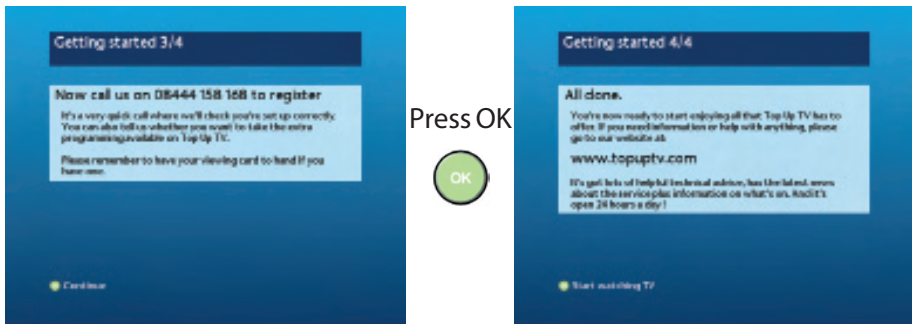 Getting started 3/4
Now call us on 08444 158 168 to register
It's a very quick call where we'll check you're set up correctly.
You can also tell us whether you want to take the extra
programming available on Top Up TV.
Please remember to have your viewing card to hand if you
have one.
Continue
Press OK
OK
Getting started 4/4
All done.
You're now ready to start enjoying all that Top Up TV has to
offer. If you need information or help with anything, please
go to our website at:
www.topuptv.com
It's got lots of helpful technical advice, has the latest news
about the service plus information on what's on. And it's
open 24 hours a day!
Start watching TV